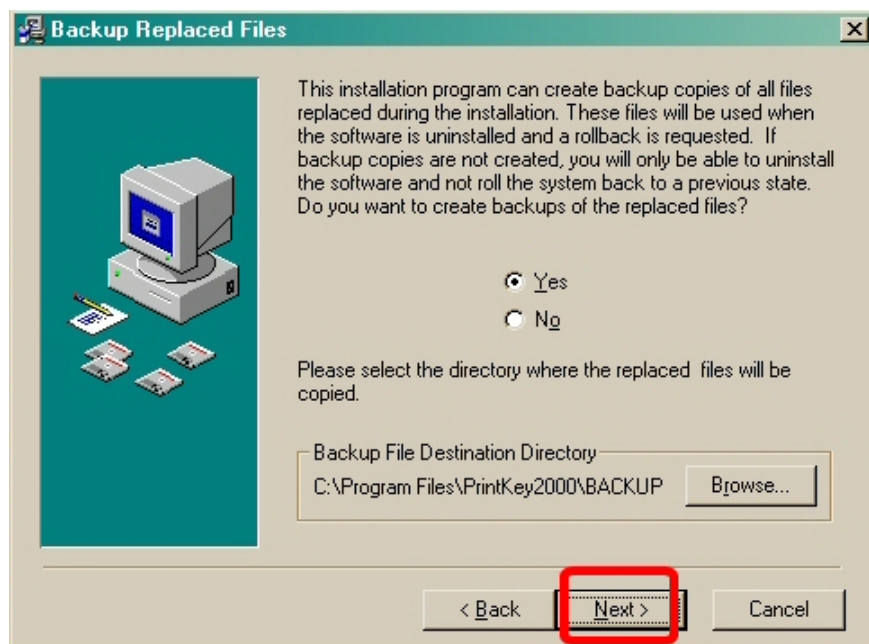 Backup Replaced Files
This installation program can create backup copies of all files
replaced during the installation. These files will be used when
the software is uninstalled and a rollback is requested. If
backup copies are not created, you will only be able to uninstall
the software and not roll the system back to a previous state.
Do you want to create backups of the replaced files?
Yes
No
Please select the directory where the replaced files will be
copied.
Backup File Destination Directory
C:\Program Files\PrintKey2000\BACKUP Browse...
< Back Next > Cancel